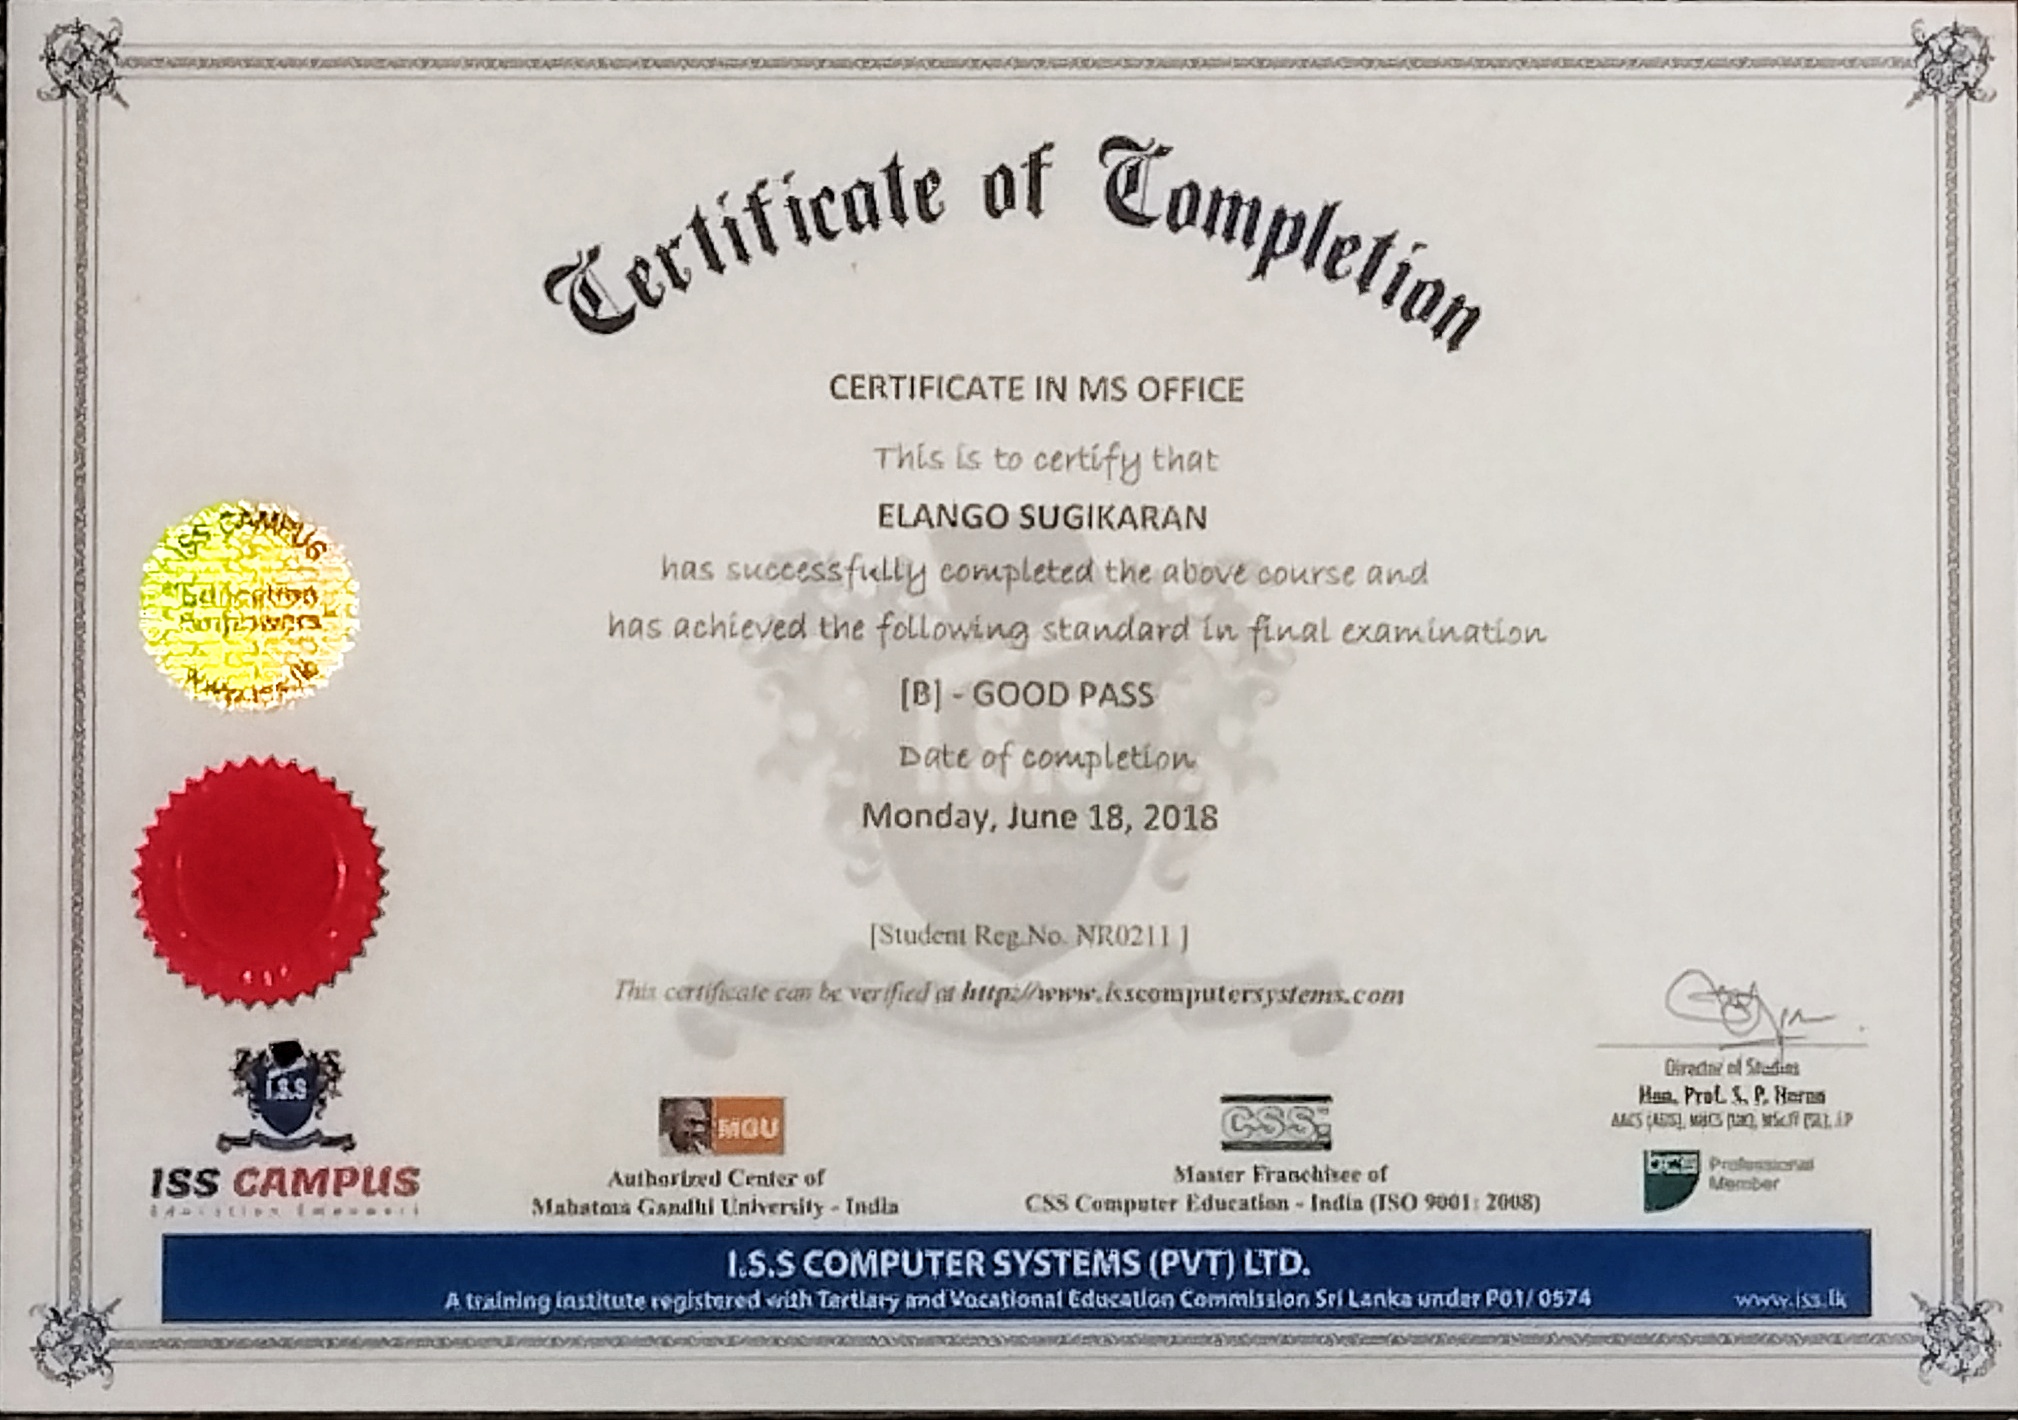 Certificate of Completion
CERTIFICATE IN MS OFFICE
This is to certify that
ELANGO SUGIKARAN
has successfully completed the above course and
has achieved the following standard in final examination
[B] - GOOD PASS
Date of completion
Monday, June 18, 2018
[Student Reg.No. NR0211 ]
This certificate can be verified at http://www.isscomputersystems.com
ISS CAMPUS
Education
Director of Studies
Hon. Prof. S. P.
I.S.S
ISS CAMPUS
Education Empowers
MGU
Authorized Center of
Mahatma Gandhi University - India
CSS
Master Franchisee of
CSS Computer Education - India (ISO 9001: 2008)
bcs Professional
Member
I.S.S COMPUTER SYSTEMS (PVT) LTD.
A training institute registered with Tertiary and Vocational Education Commission Sri Lanka under P01/ 0574
www.iss.lk